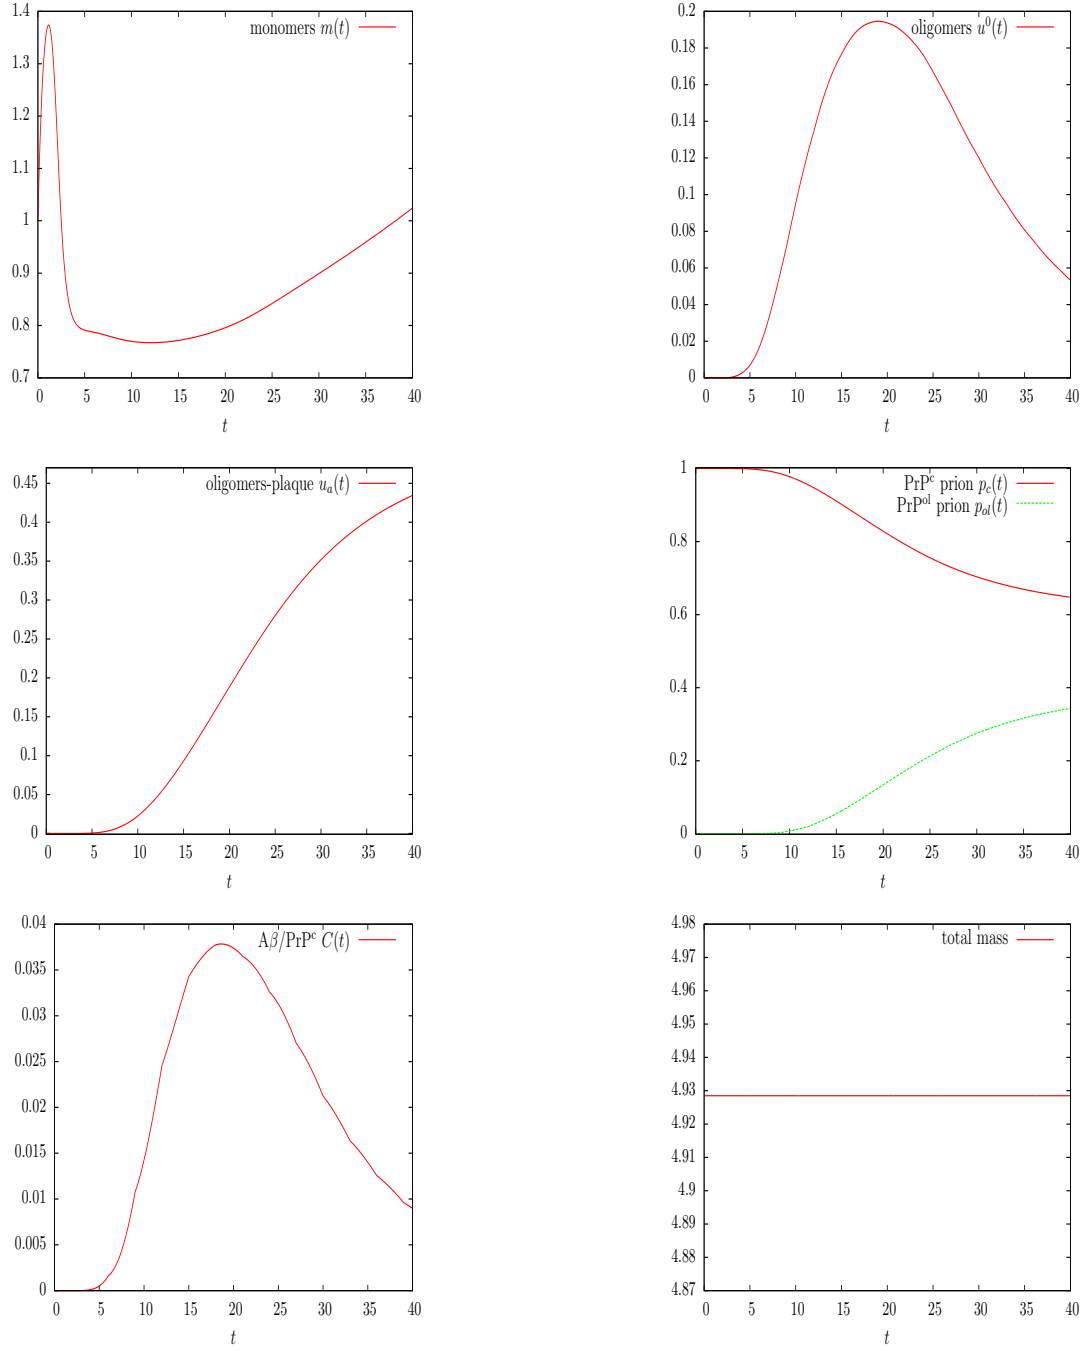 monomers m(t)
1.4
1.3
1.2
1.1
1
0.9
0.8
0.7
0 5 10 15 20 25 30 35 40
t
oligomers u⁰(t)
0.2
0.18
0.16
0.14
0.12
0.1
0.08
0.06
0.04
0.02
0
0 5 10 15 20 25 30 35 40
t
oligomers-plaque uₐ(t)
0.45
0.4
0.35
0.3
0.25
0.2
0.15
0.1
0.05
0
0 5 10 15 20 25 30 35 40
t
PrPᶜ prion p_c(t)
PrPᵒˡ prion p_ol(t)
1
0.8
0.6
0.4
0.2
0
0 5 10 15 20 25 30 35 40
t
Aβ/PrPᶜ C(t)
0.04
0.035
0.03
0.025
0.02
0.015
0.01
0.005
0
0 5 10 15 20 25 30 35 40
t
total mass
4.98
4.97
4.96
4.95
4.94
4.93
4.92
4.91
4.9
4.89
4.88
4.87
0 5 10 15 20 25 30 35 40
t